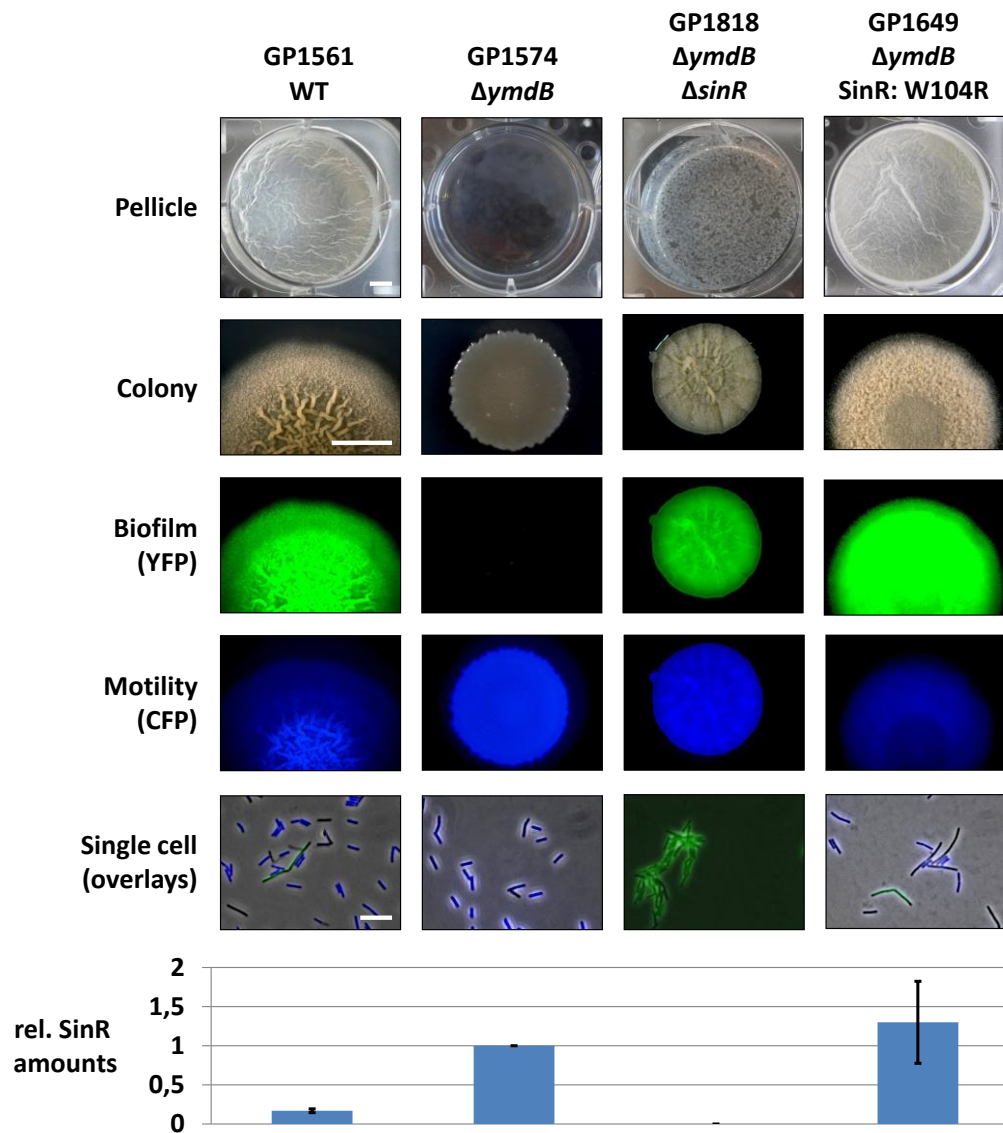 GP1561
WT
GP1574
ΔymdB
GP1818
ΔymdB
ΔsinR
GP1649
ΔymdB
SinR: W104R
Pellicle
Colony
Biofilm
(YFP)
Motility
(CFP)
Single cell
(overlays)
rel. SinR
amounts
2
1,5
1
0,5
0